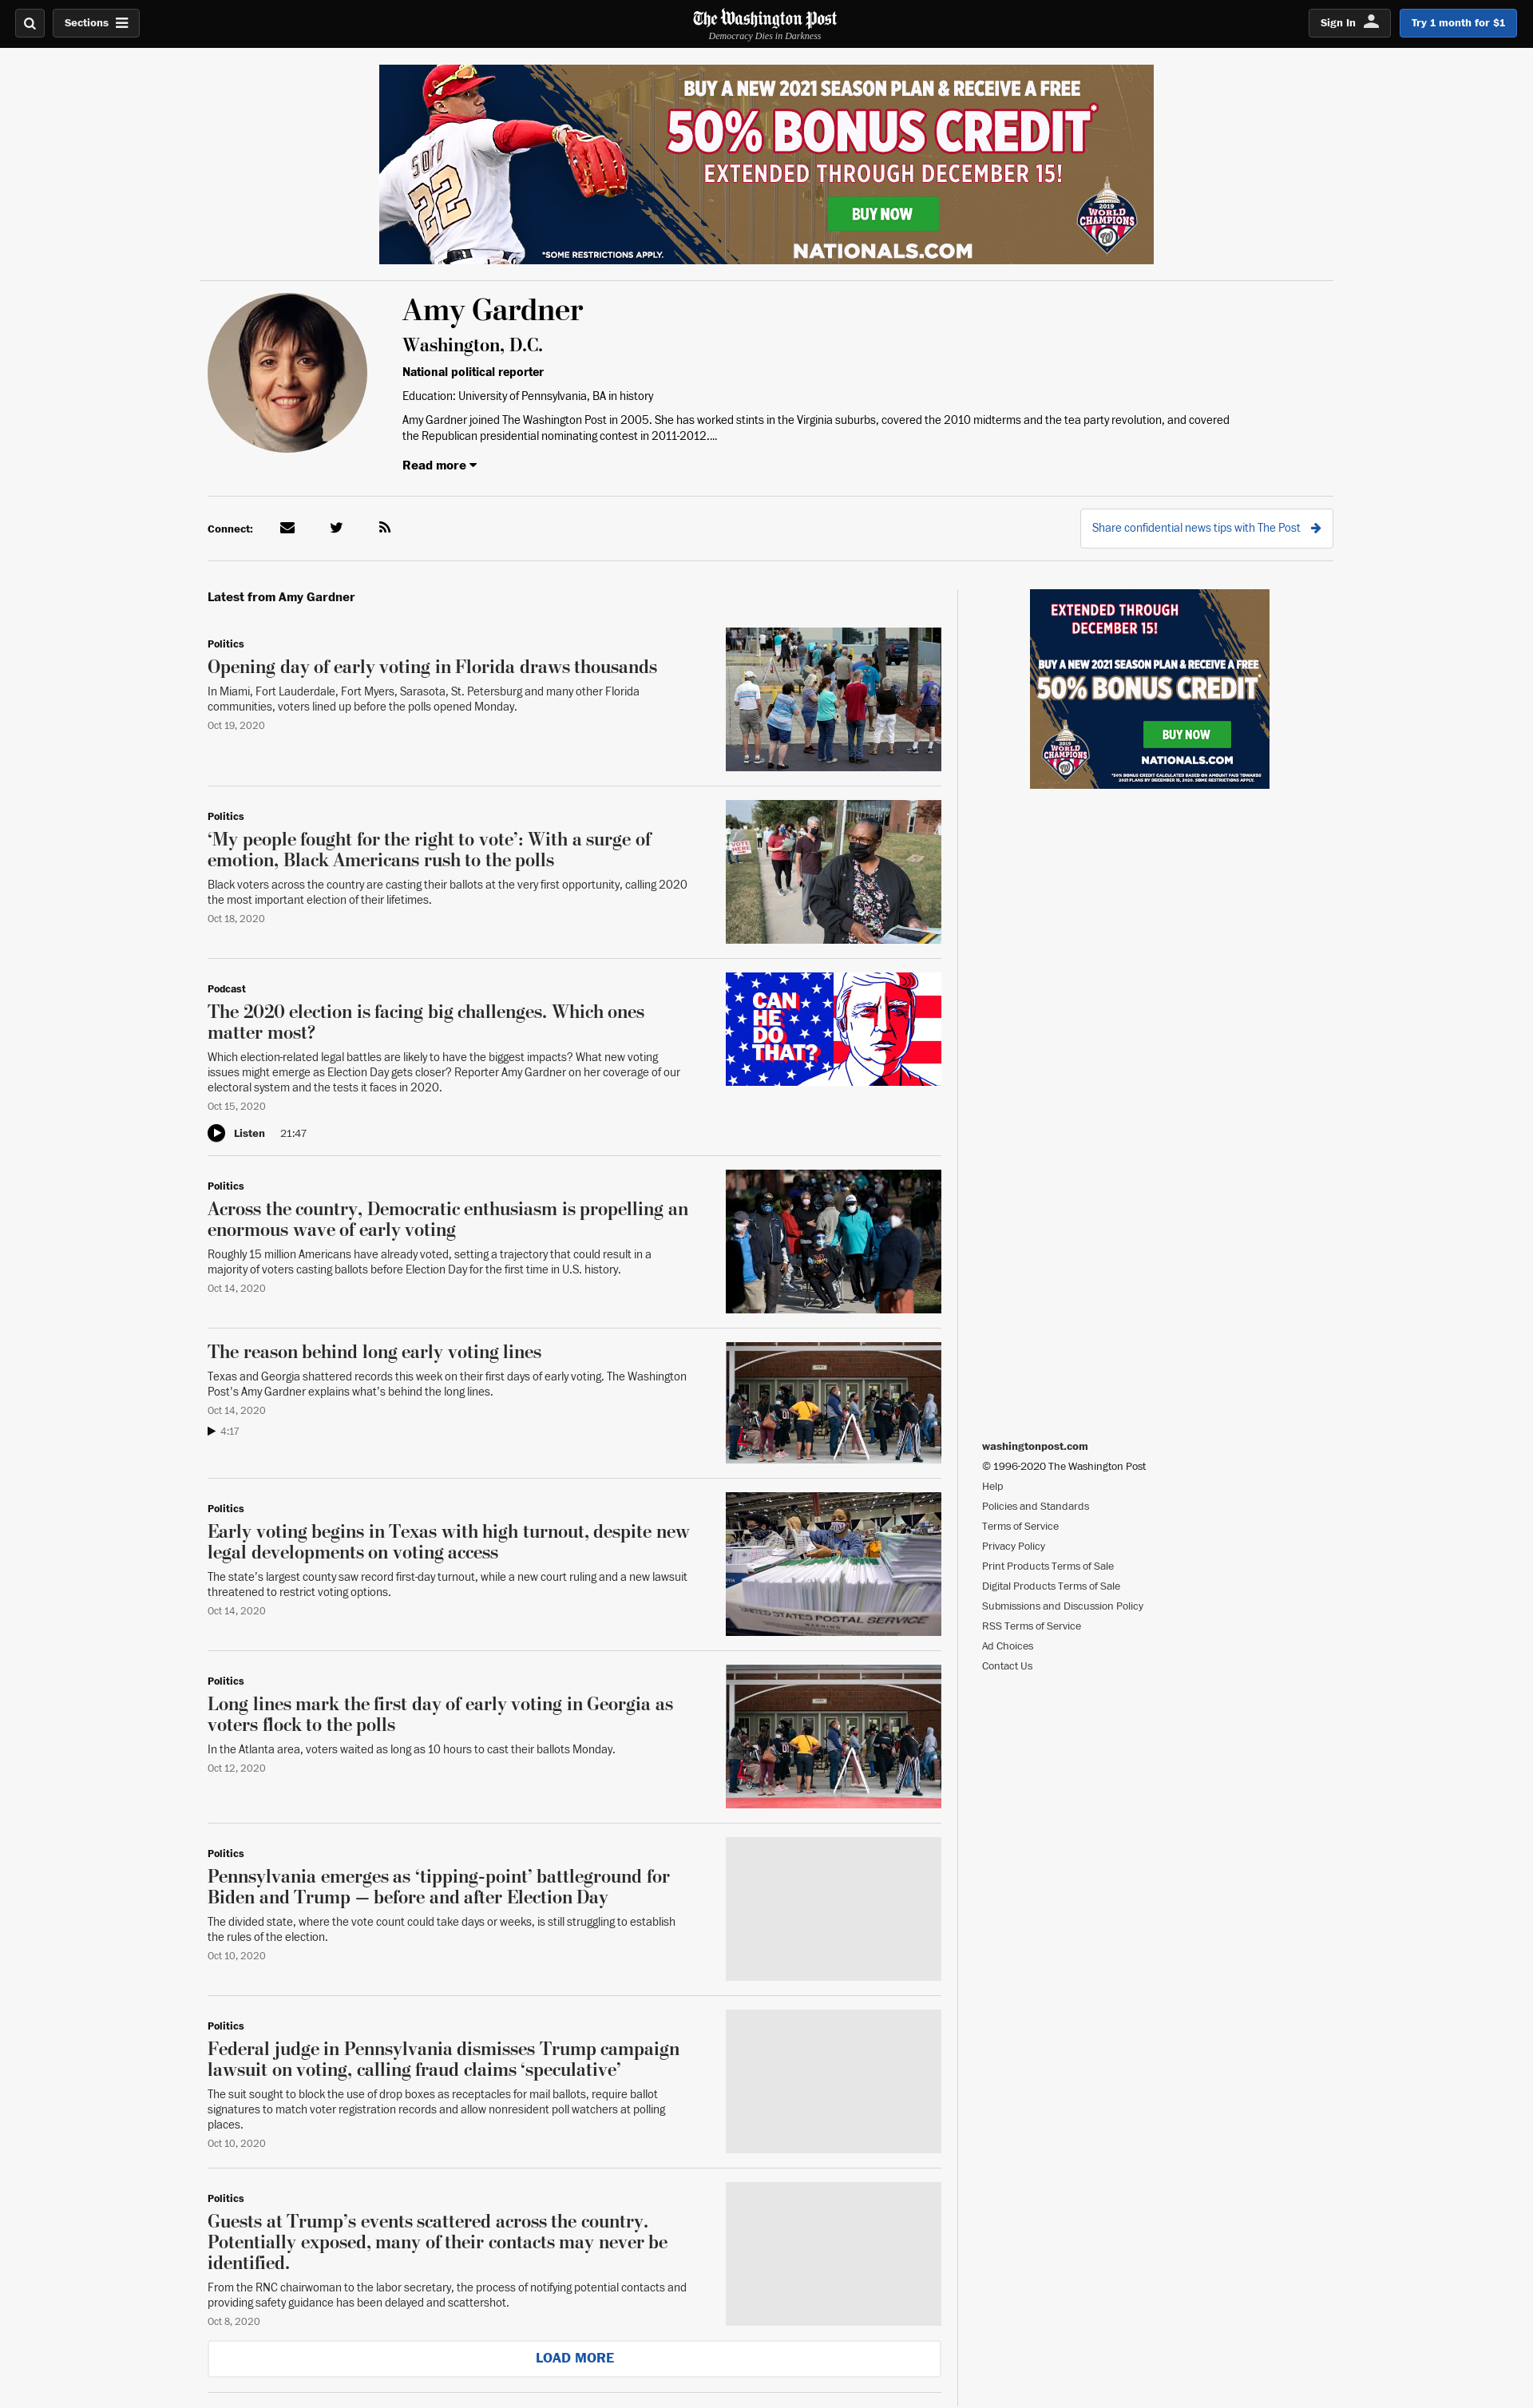 Sections
The Washington Post
Democracy Dies in Darkness
Sign In
Try 1 month for $1
BUY A NEW 2021 SEASON PLAN & RECEIVE A FREE
50% BONUS CREDIT*
EXTENDED THROUGH DECEMBER 15!
BUY NOW
NATIONALS.COM
*SOME RESTRICTIONS APPLY.
SOTO
22
2019
WORLD
CHAMPIONS
W
Amy Gardner
Washington, D.C.
National political reporter
Education: University of Pennsylvania, BA in history
Amy Gardner joined The Washington Post in 2005. She has worked stints in the Virginia suburbs, covered the 2010 midterms and the tea party revolution, and covered
the Republican presidential nominating contest in 2011-2012....
Read more
Connect:
Share confidential news tips with The Post
Latest from Amy Gardner
Politics
Opening day of early voting in Florida draws thousands
In Miami, Fort Lauderdale, Fort Myers, Sarasota, St. Petersburg and many other Florida
communities, voters lined up before the polls opened Monday.
Oct 19, 2020
Politics
‘My people fought for the right to vote’: With a surge of
emotion, Black Americans rush to the polls
Black voters across the country are casting their ballots at the very first opportunity, calling 2020
the most important election of their lifetimes.
Oct 18, 2020
VOTE
HERE
Podcast
The 2020 election is facing big challenges. Which ones
matter most?
Which election-related legal battles are likely to have the biggest impacts? What new voting
issues might emerge as Election Day gets closer? Reporter Amy Gardner on her coverage of our
electoral system and the tests it faces in 2020.
Oct 15, 2020
Listen 21:47
CAN
HE
DO
THAT?
Politics
Across the country, Democratic enthusiasm is propelling an
enormous wave of early voting
Roughly 15 million Americans have already voted, setting a trajectory that could result in a
majority of voters casting ballots before Election Day for the first time in U.S. history.
Oct 14, 2020
The reason behind long early voting lines
Texas and Georgia shattered records this week on their first days of early voting. The Washington
Post's Amy Gardner explains what's behind the long lines.
Oct 14, 2020
4:17
Politics
Early voting begins in Texas with high turnout, despite new
legal developments on voting access
The state’s largest county saw record first-day turnout, while a new court ruling and a new lawsuit
threatened to restrict voting options.
Oct 14, 2020
UNITED STATES POSTAL SERVICE
WARNING
Politics
Long lines mark the first day of early voting in Georgia as
voters flock to the polls
In the Atlanta area, voters waited as long as 10 hours to cast their ballots Monday.
Oct 12, 2020
Politics
Pennsylvania emerges as ‘tipping-point’ battleground for
Biden and Trump — before and after Election Day
The divided state, where the vote count could take days or weeks, is still struggling to establish
the rules of the election.
Oct 10, 2020
Politics
Federal judge in Pennsylvania dismisses Trump campaign
lawsuit on voting, calling fraud claims ‘speculative’
The suit sought to block the use of drop boxes as receptacles for mail ballots, require ballot
signatures to match voter registration records and allow nonresident poll watchers at polling
places.
Oct 10, 2020
Politics
Guests at Trump’s events scattered across the country.
Potentially exposed, many of their contacts may never be
identified.
From the RNC chairwoman to the labor secretary, the process of notifying potential contacts and
providing safety guidance has been delayed and scattershot.
Oct 8, 2020
LOAD MORE
EXTENDED THROUGH
DECEMBER 15!
BUY A NEW 2021 SEASON PLAN & RECEIVE A FREE
50% BONUS CREDIT*
BUY NOW
2019
WORLD
CHAMPIONS
W
NATIONALS.COM
*50% BONUS CREDIT CALCULATED BASED ON AMOUNT PAID TOWARDS
2021 PLANS BY DECEMBER 15, 2020. SOME RESTRICTIONS APPLY.
washingtonpost.com
© 1996-2020 The Washington Post
Help
Policies and Standards
Terms of Service
Privacy Policy
Print Products Terms of Sale
Digital Products Terms of Sale
Submissions and Discussion Policy
RSS Terms of Service
Ad Choices
Contact Us